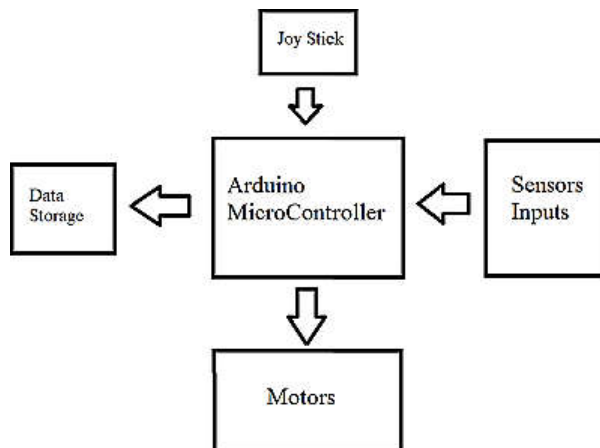 Joy Stick
Data
Storage
Arduino
MicroController
Sensors
Inputs
Motors